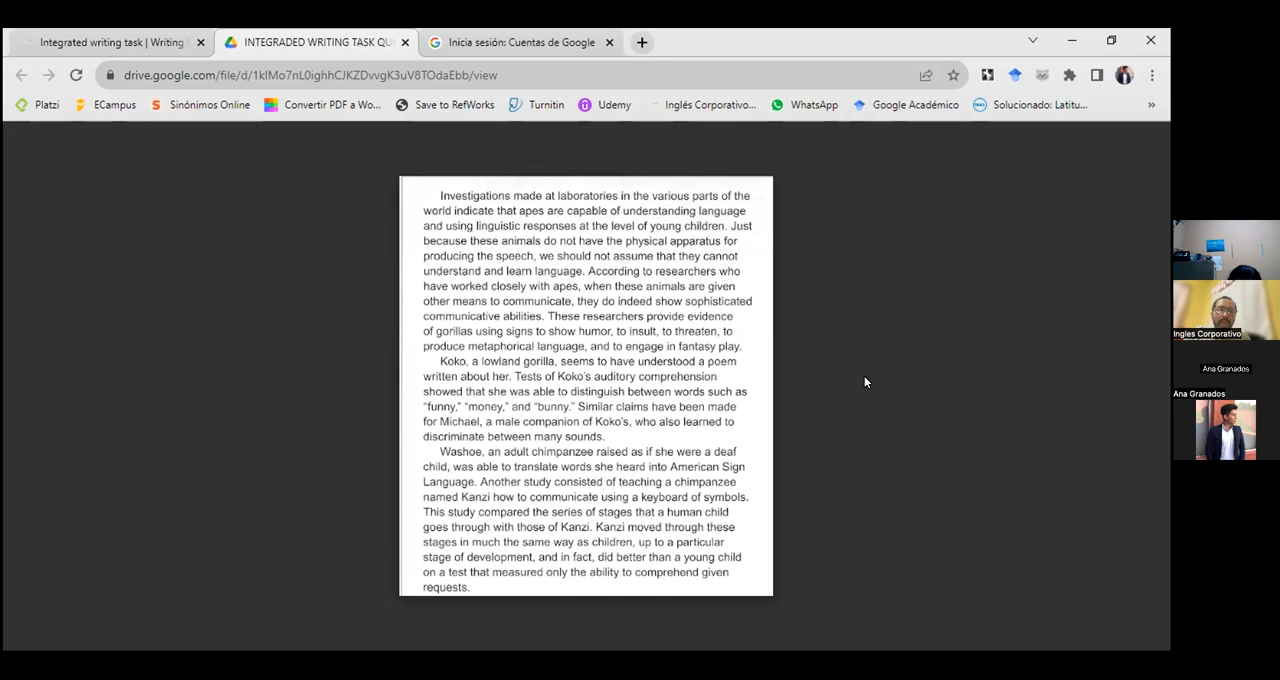 Integrated writing task | Writing
INTEGRADED WRITING TASK QU
Inicia sesión: Cuentas de Google
drive.google.com/file/d/1klMo7nL0ighhCJKZDvvgK3uV8TOdaEbb/view
Platzi
ECampus
Sinónimos Online
Convertir PDF a Wo...
Save to RefWorks
Turnitin
Udemy
Inglés Corporativo...
WhatsApp
Google Académico
Solucionado: Latitu...
Investigations made at laboratories in the various parts of the
world indicate that apes are capable of understanding language
and using linguistic responses at the level of young children. Just
because these animals do not have the physical apparatus for
producing the speech, we should not assume that they cannot
understand and learn language. According to researchers who
have worked closely with apes, when these animals are given
other means to communicate, they do indeed show sophisticated
communicative abilities. These researchers provide evidence
of gorillas using signs to show humor, to insult, to threaten, to
produce metaphorical language, and to engage in fantasy play.
Koko, a lowland gorilla, seems to have understood a poem
written about her. Tests of Koko's auditory comprehension
showed that she was able to distinguish between words such as
“funny,” “money,” and “bunny.” Similar claims have been made
for Michael, a male companion of Koko's, who also learned to
discriminate between many sounds.
Washoe, an adult chimpanzee raised as if she were a deaf
child, was able to translate words she heard into American Sign
Language. Another study consisted of teaching a chimpanzee
named Kanzi how to communicate using a keyboard of symbols.
This study compared the series of stages that a human child
goes through with those of Kanzi. Kanzi moved through these
stages in much the same way as children, up to a particular
stage of development, and in fact, did better than a young child
on a test that measured only the ability to comprehend given
requests.
Ingles Corporativo
Ana Granados
Ana Granados